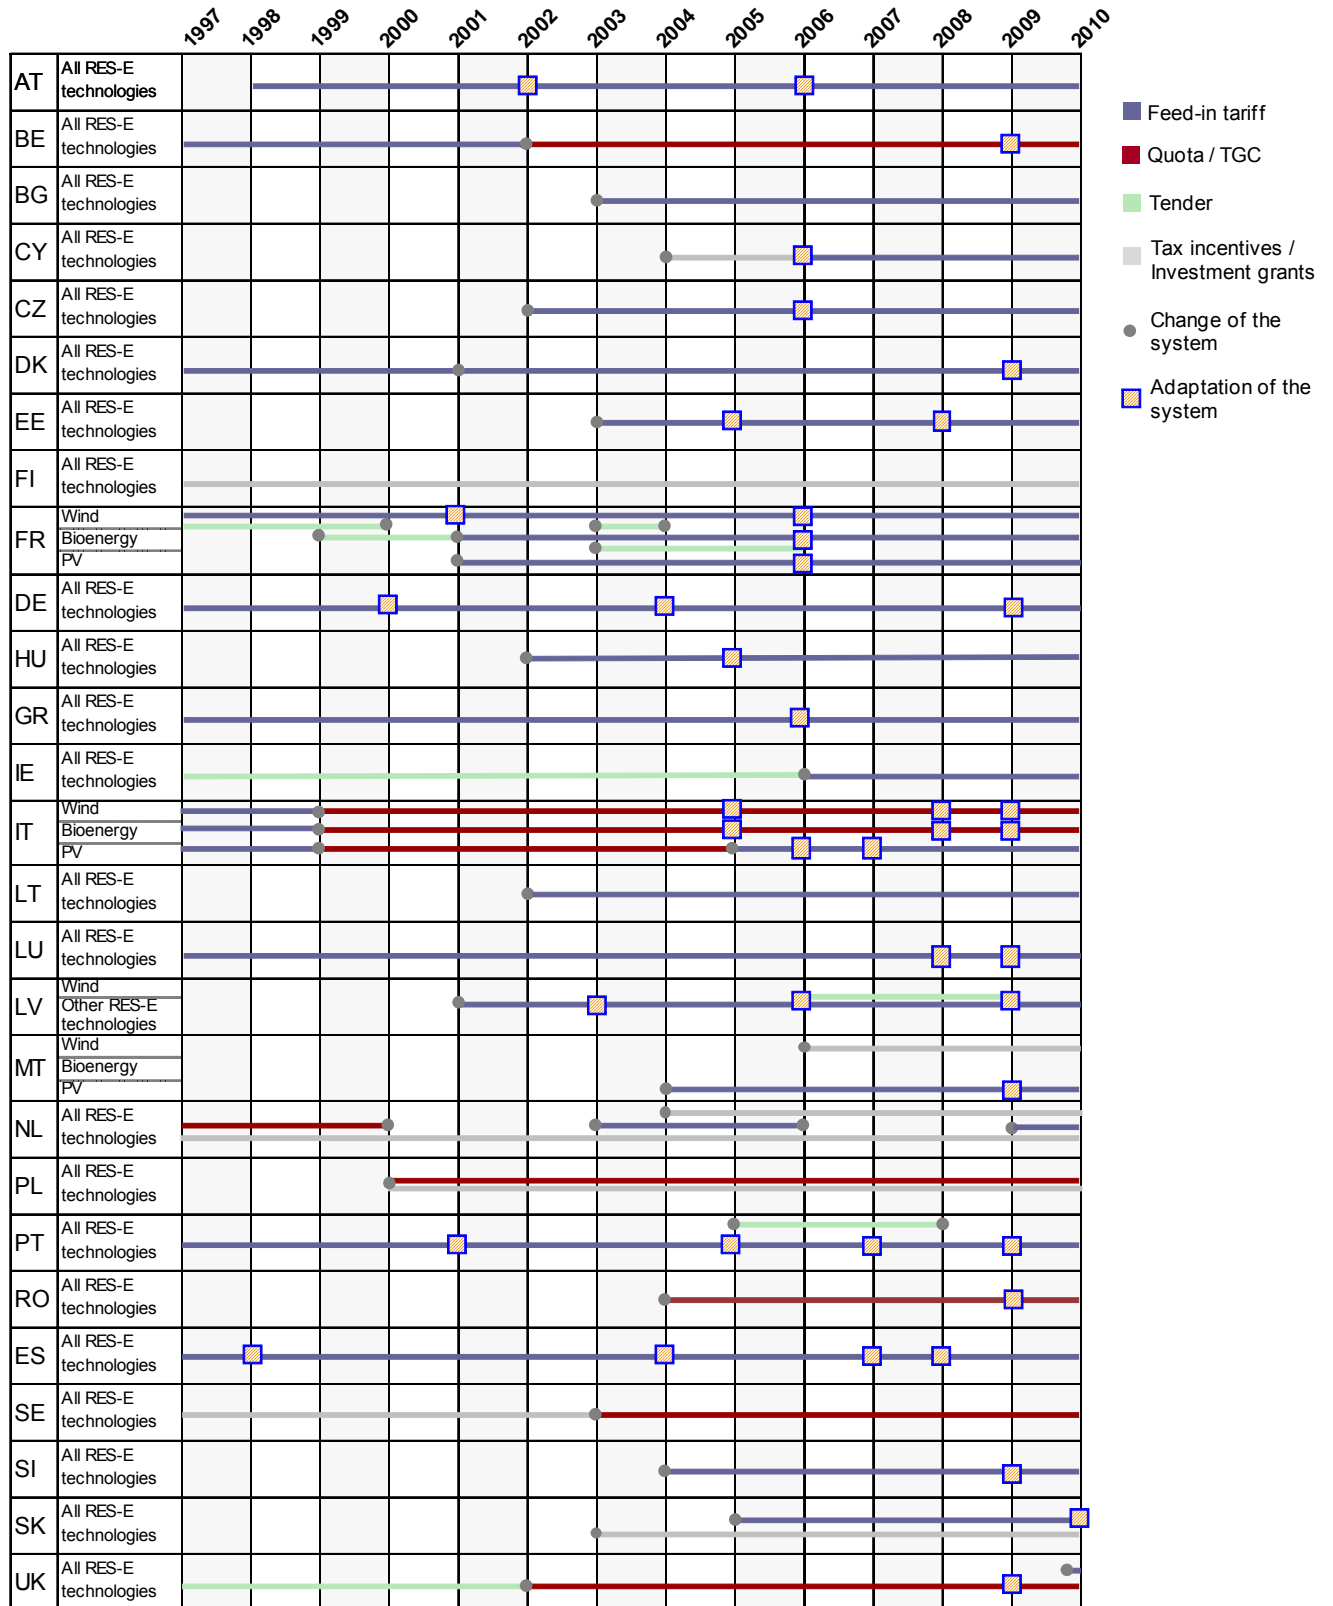 1997 1998 1999 2000 2001 2002 2003 2004 2005 2006 2007 2008 2009 2010
AT
All RES-E
technologies
BE
All RES-E
technologies
BG
All RES-E
technologies
CY
All RES-E
technologies
CZ
All RES-E
technologies
DK
All RES-E
technologies
EE
All RES-E
technologies
FI
All RES-E
technologies
FR
Wind
Bioenergy
PV
DE
All RES-E
technologies
HU
All RES-E
technologies
GR
All RES-E
technologies
IE
All RES-E
technologies
IT
Wind
Bioenergy
PV
LT
All RES-E
technologies
LU
All RES-E
technologies
LV
Wind
Other RES-E
technologies
MT
Wind
Bioenergy
PV
NL
All RES-E
technologies
PL
All RES-E
technologies
PT
All RES-E
technologies
RO
All RES-E
technologies
ES
All RES-E
technologies
SE
All RES-E
technologies
SI
All RES-E
technologies
SK
All RES-E
technologies
UK
All RES-E
technologies
Feed-in tariff
Quota / TGC
Tender
Tax incentives /
Investment grants
Change of the
system
Adaptation of the
system